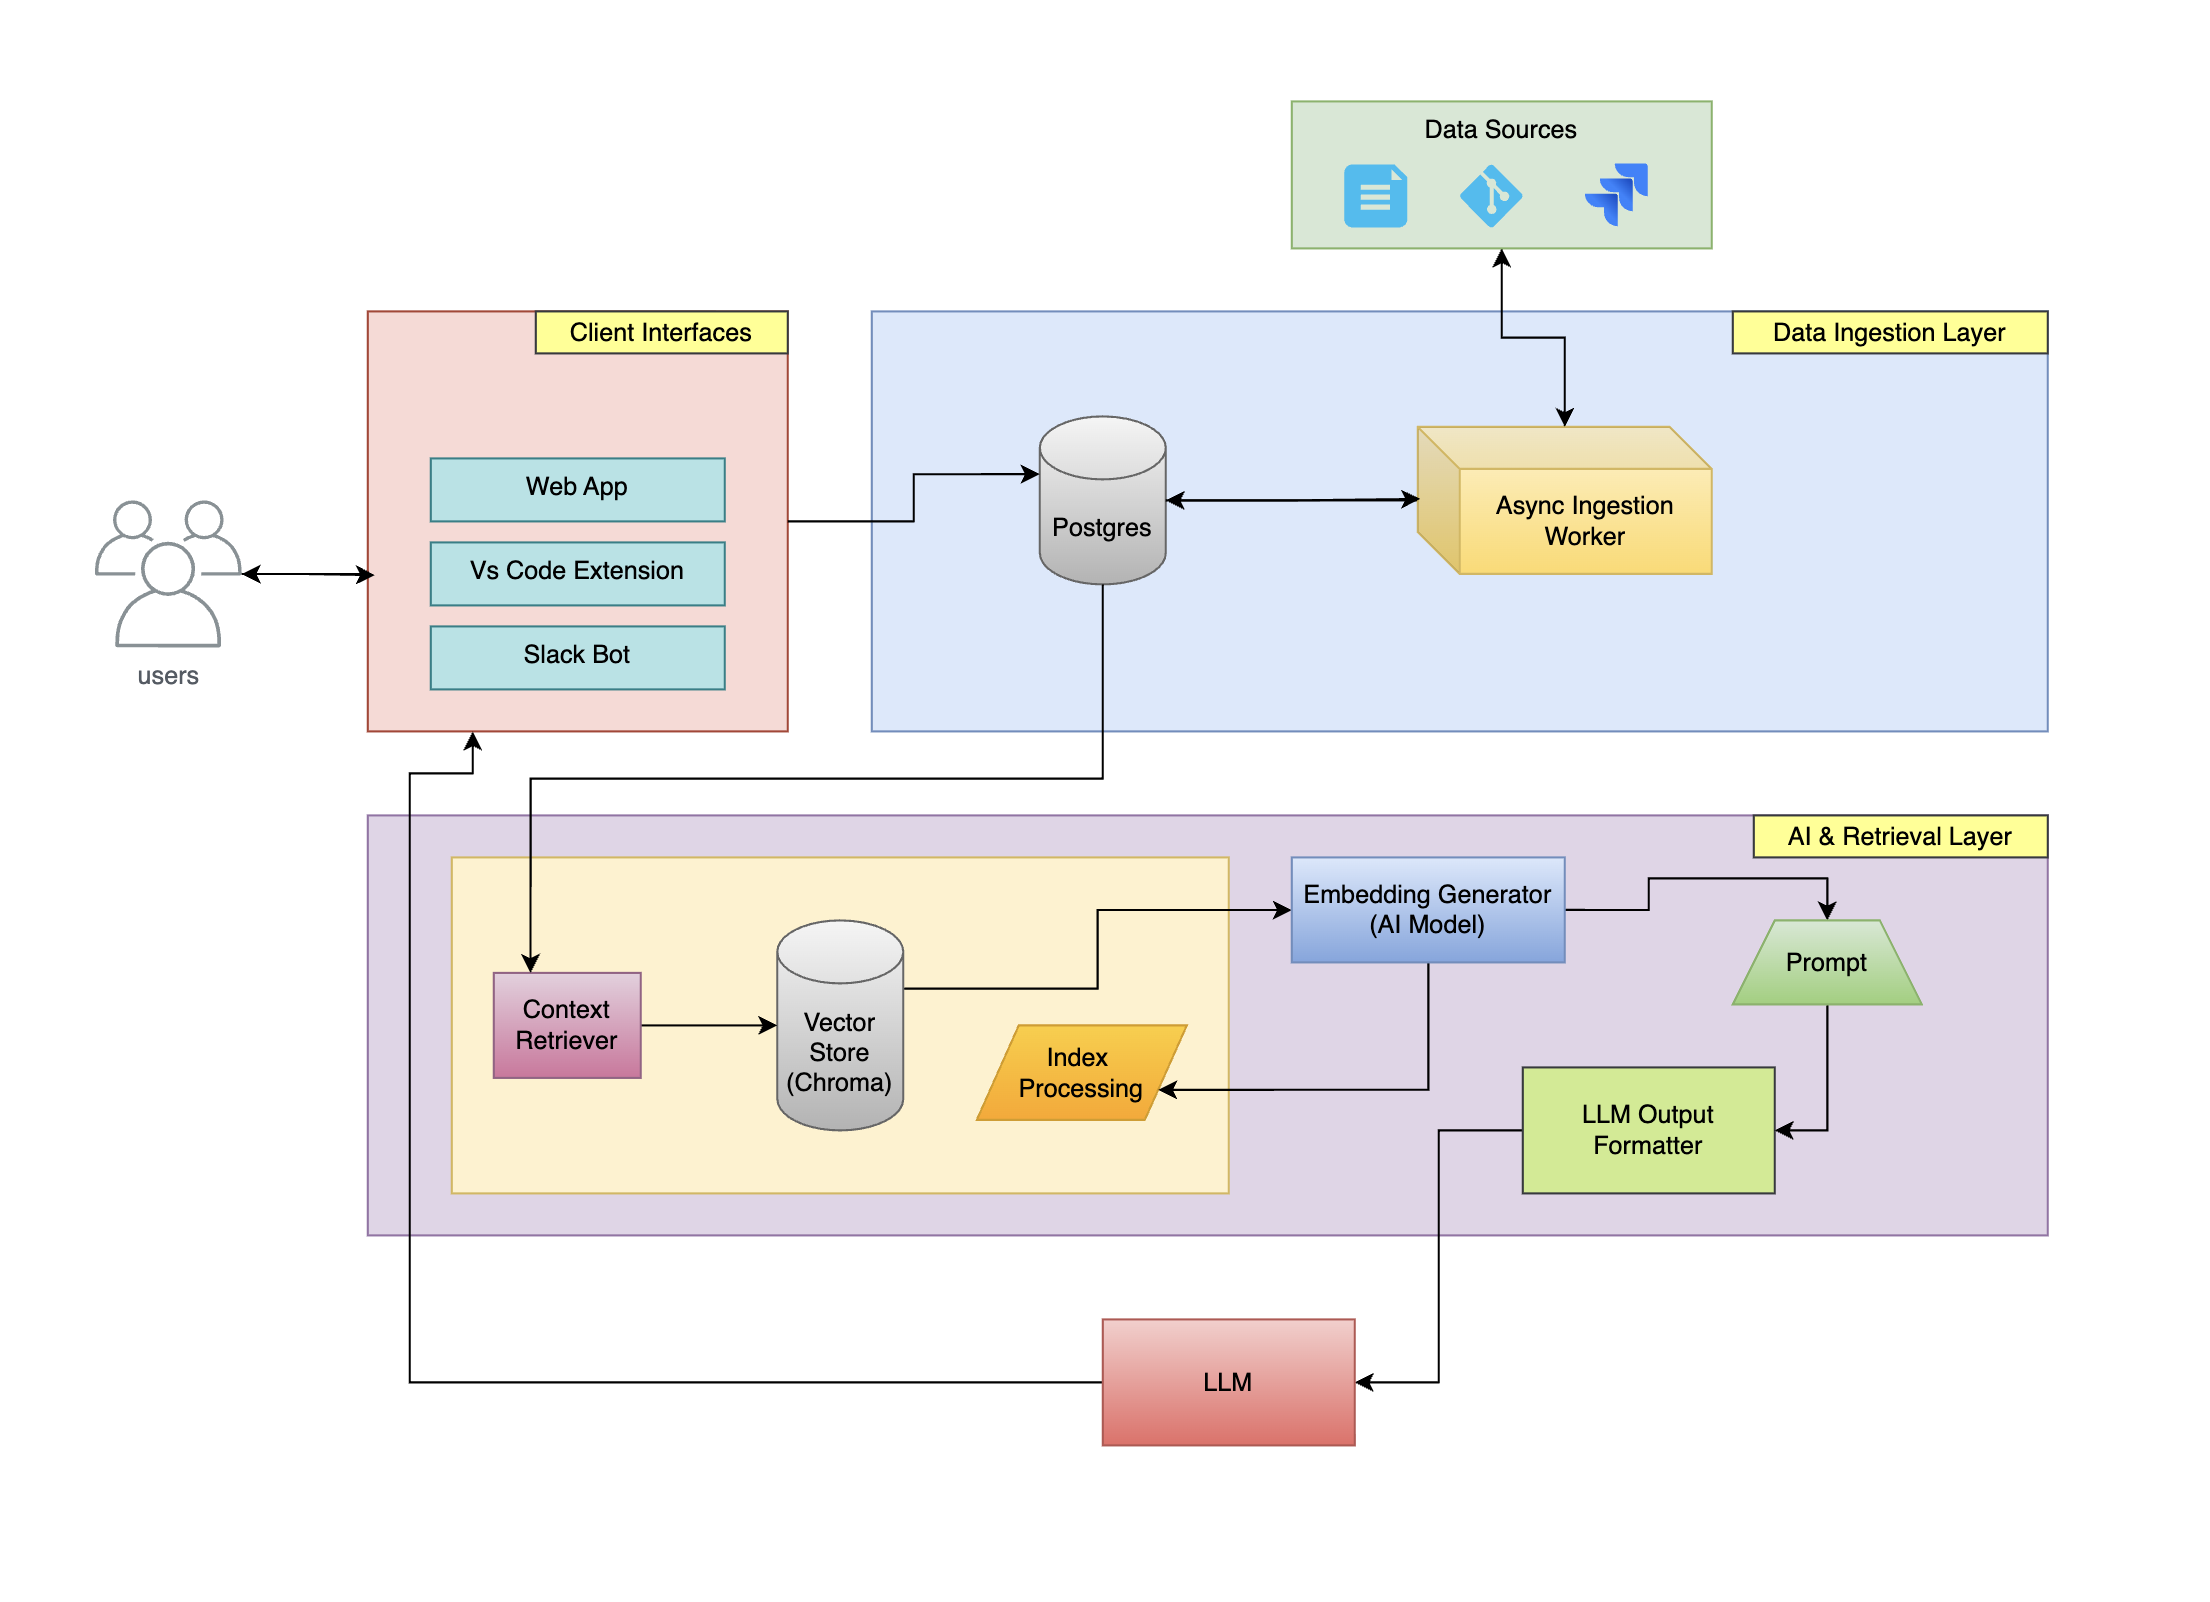 Data Sources
Client Interfaces
Data Ingestion Layer
Web App
Vs Code Extension
Slack Bot
users
Postgres
Async Ingestion
Worker
AI & Retrieval Layer
Context
Retriever
Vector
Store
(Chroma)
Index
Processing
Embedding Generator
(AI Model)
Prompt
LLM Output
Formatter
LLM